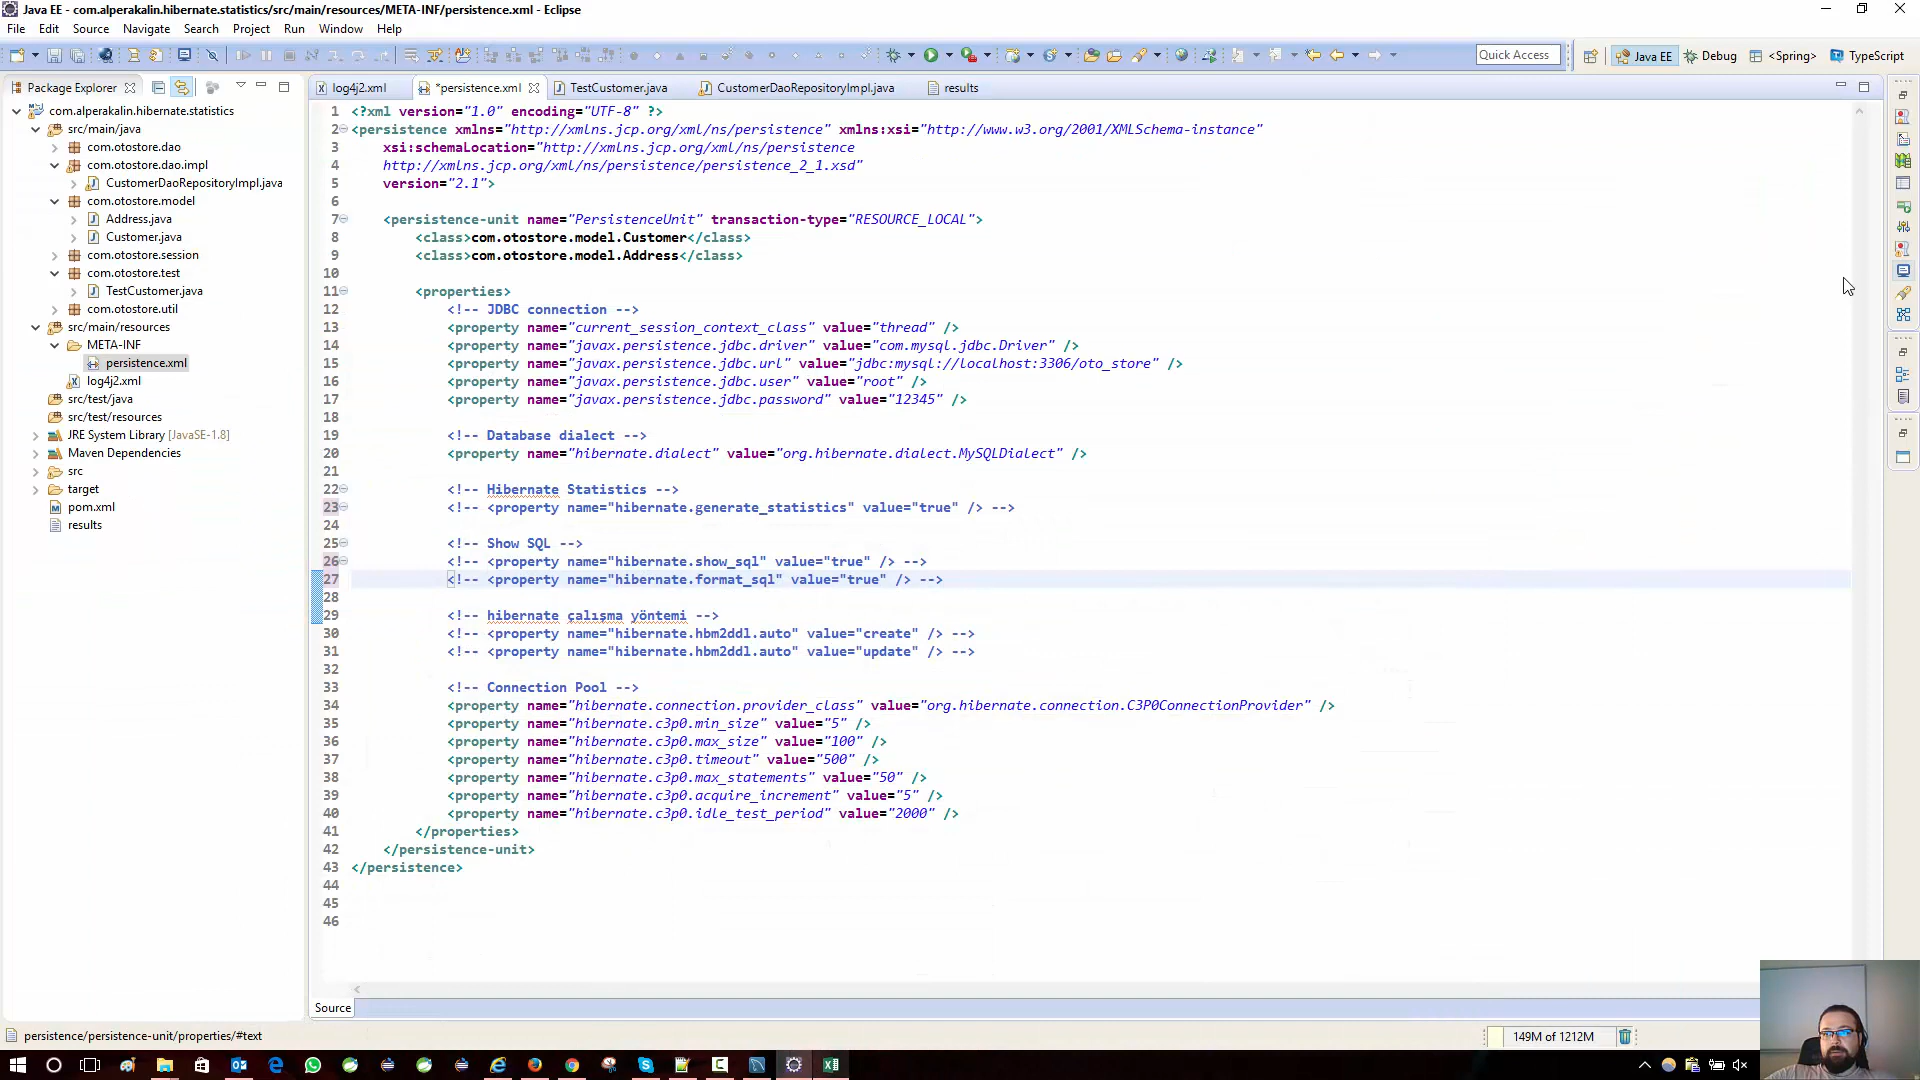 Java EE - com.alperakalin.hibernate.statistics/src/main/resources/META-INF/persistence.xml - Eclipse
File Edit Source Navigate Search Project Run Window Help
Quick Access
Java EE Debug <Spring> TypeScript
Package Explorer
com.alperakalin.hibernate.statistics
src/main/java
com.otostore.dao
com.otostore.dao.impl
CustomerDaoRepositoryImpl.java
com.otostore.model
Address.java
Customer.java
com.otostore.session
com.otostore.test
TestCustomer.java
com.otostore.util
src/main/resources
META-INF
persistence.xml
log4j2.xml
src/test/java
src/test/resources
JRE System Library [JavaSE-1.8]
Maven Dependencies
src
target
pom.xml
results
log4j2.xml *persistence.xml TestCustomer.java CustomerDaoRepositoryImpl.java results
1 <?xml version="1.0" encoding="UTF-8" ?>
2 <persistence xmlns="http://xmlns.jcp.org/xml/ns/persistence" xmlns:xsi="http://www.w3.org/2001/XMLSchema-instance"
3 xsi:schemaLocation="http://xmlns.jcp.org/xml/ns/persistence
4 http://xmlns.jcp.org/xml/ns/persistence/persistence_2_1.xsd"
5 version="2.1">
6
7 <persistence-unit name="PersistenceUnit" transaction-type="RESOURCE_LOCAL">
8 <class>com.otostore.model.Customer</class>
9 <class>com.otostore.model.Address</class>
10
11 <properties>
12 <!-- JDBC connection -->
13 <property name="current_session_context_class" value="thread" />
14 <property name="javax.persistence.jdbc.driver" value="com.mysql.jdbc.Driver" />
15 <property name="javax.persistence.jdbc.url" value="jdbc:mysql://localhost:3306/oto_store" />
16 <property name="javax.persistence.jdbc.user" value="root" />
17 <property name="javax.persistence.jdbc.password" value="12345" />
18
19 <!-- Database dialect -->
20 <property name="hibernate.dialect" value="org.hibernate.dialect.MySQLDialect" />
21
22 <!-- Hibernate Statistics -->
23 <!-- <property name="hibernate.generate_statistics" value="true" /> -->
24
25 <!-- Show SQL -->
26 <!-- <property name="hibernate.show_sql" value="true" /> -->
27 <!-- <property name="hibernate.format_sql" value="true" /> -->
28
29 <!-- hibernate çalışma yöntemi -->
30 <!-- <property name="hibernate.hbm2ddl.auto" value="create" /> -->
31 <!-- <property name="hibernate.hbm2ddl.auto" value="update" /> -->
32
33 <!-- Connection Pool -->
34 <property name="hibernate.connection.provider_class" value="org.hibernate.connection.C3P0ConnectionProvider" />
35 <property name="hibernate.c3p0.min_size" value="5" />
36 <property name="hibernate.c3p0.max_size" value="100" />
37 <property name="hibernate.c3p0.timeout" value="500" />
38 <property name="hibernate.c3p0.max_statements" value="50" />
39 <property name="hibernate.c3p0.acquire_increment" value="5" />
40 <property name="hibernate.c3p0.idle_test_period" value="2000" />
41 </properties>
42 </persistence-unit>
43 </persistence>
44
45
46
Source
persistence/persistence-unit/properties/#text
149M of 1212M